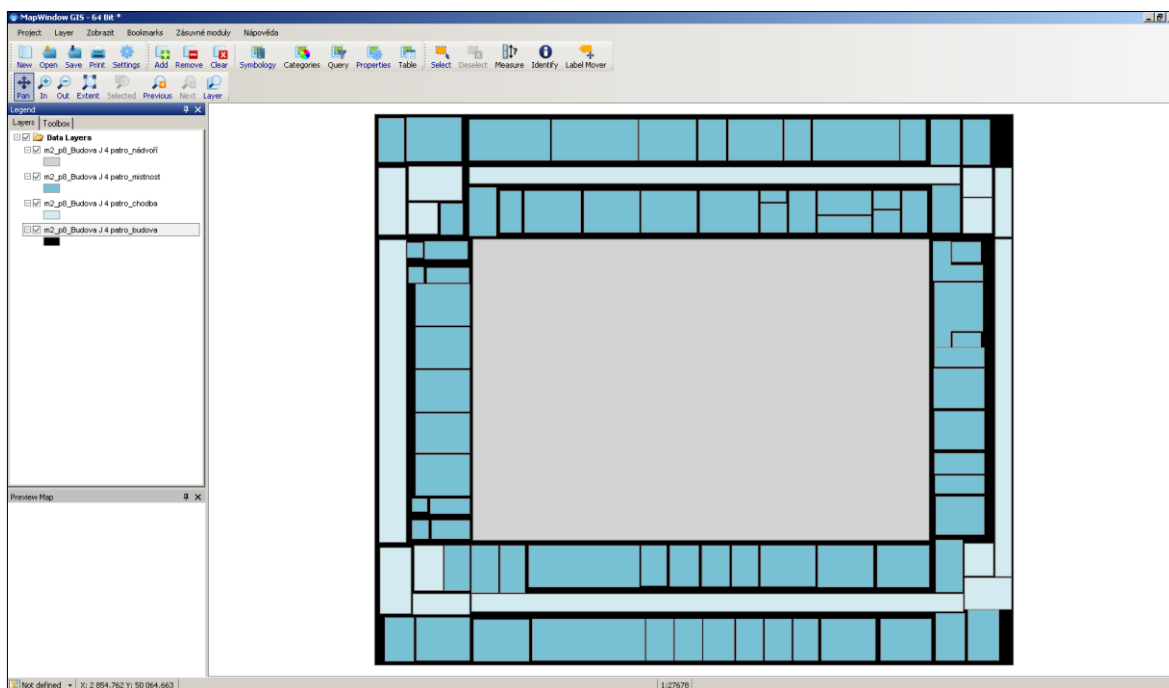 MapWindow GIS - 64 Bit *
Project Layer Zobrazit Bookmarks Zásuvné moduly Nápověda
New Open Save Print Settings Add Remove Clear Symbology Categories Query Properties Table Select Deselect Measure Identify Label Mover
Pan In Out Extent Selected Previous Next Layer
Legend
Layers Toolbox
Data Layers
m2_p8_Budova J 4 patro_nádvoří
m2_p8_Budova J 4 patro_mistnost
m2_p8_Budova J 4 patro_chodba
m2_p8_Budova J 4 patro_budova
Preview Map
Not defined X: 2 854.762 Y: 50 064.663 1:27678